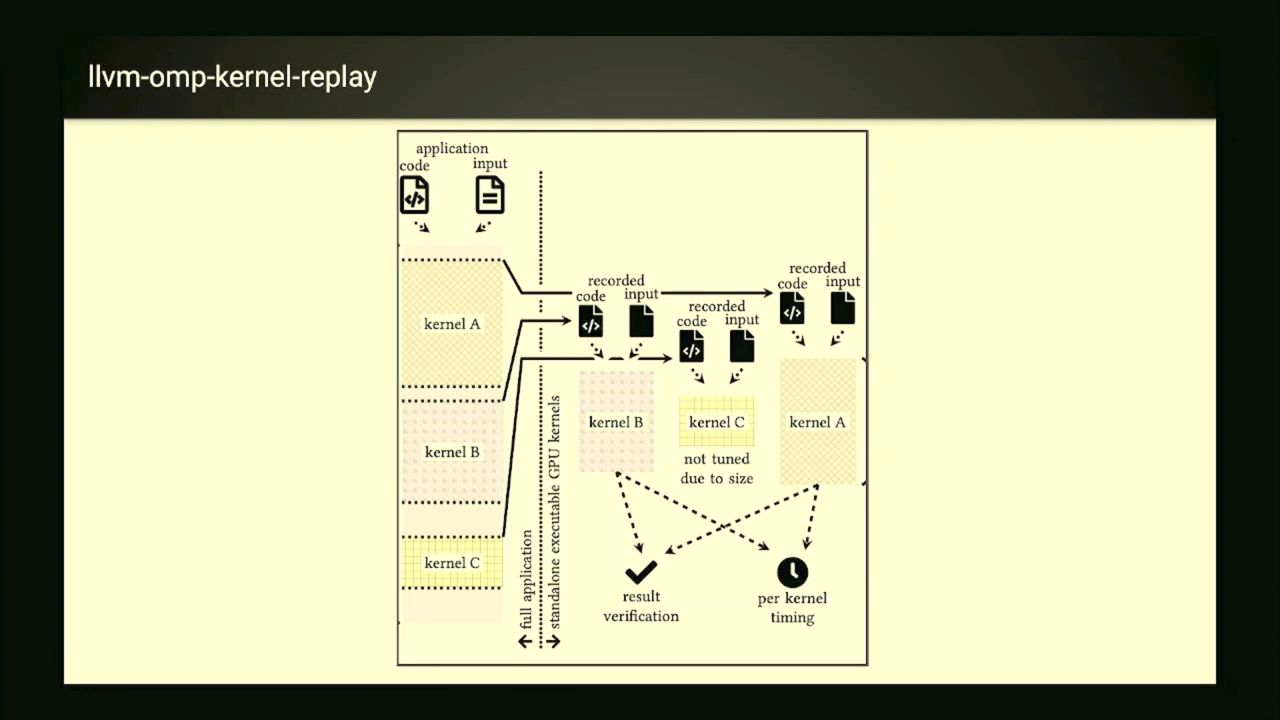 llvm-omp-kernel-replay
application
code
input
kernel A
kernel B
kernel C
full application
standalone executable GPU kernels
recorded
code
input
kernel B
recorded
code
input
kernel C
not tuned
due to size
recorded
code
input
kernel A
result
verification
per kernel
timing